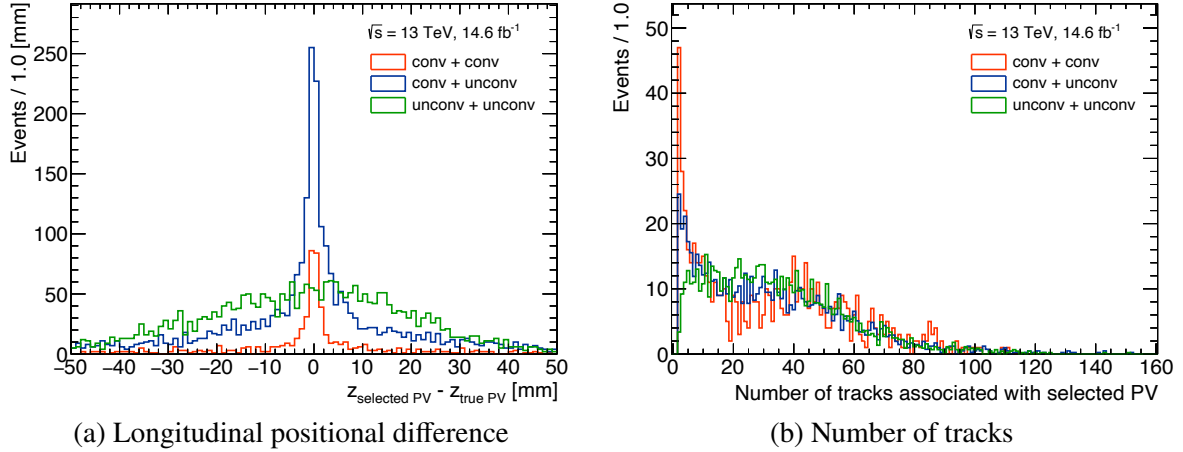 Events / 1.0 [mm]
250
200
150
100
50
0
√s = 13 TeV, 14.6 fb⁻¹
conv + conv
conv + unconv
unconv + unconv
−50 −40 −30 −20 −10 0 10 20 30 40 50
z selected PV - z true PV [mm]
(a) Longitudinal positional difference
Events / 1.0
50
40
30
20
10
0
√s = 13 TeV, 14.6 fb⁻¹
conv + conv
conv + unconv
unconv + unconv
0 20 40 60 80 100 120 140 160
Number of tracks associated with selected PV
(b) Number of tracks